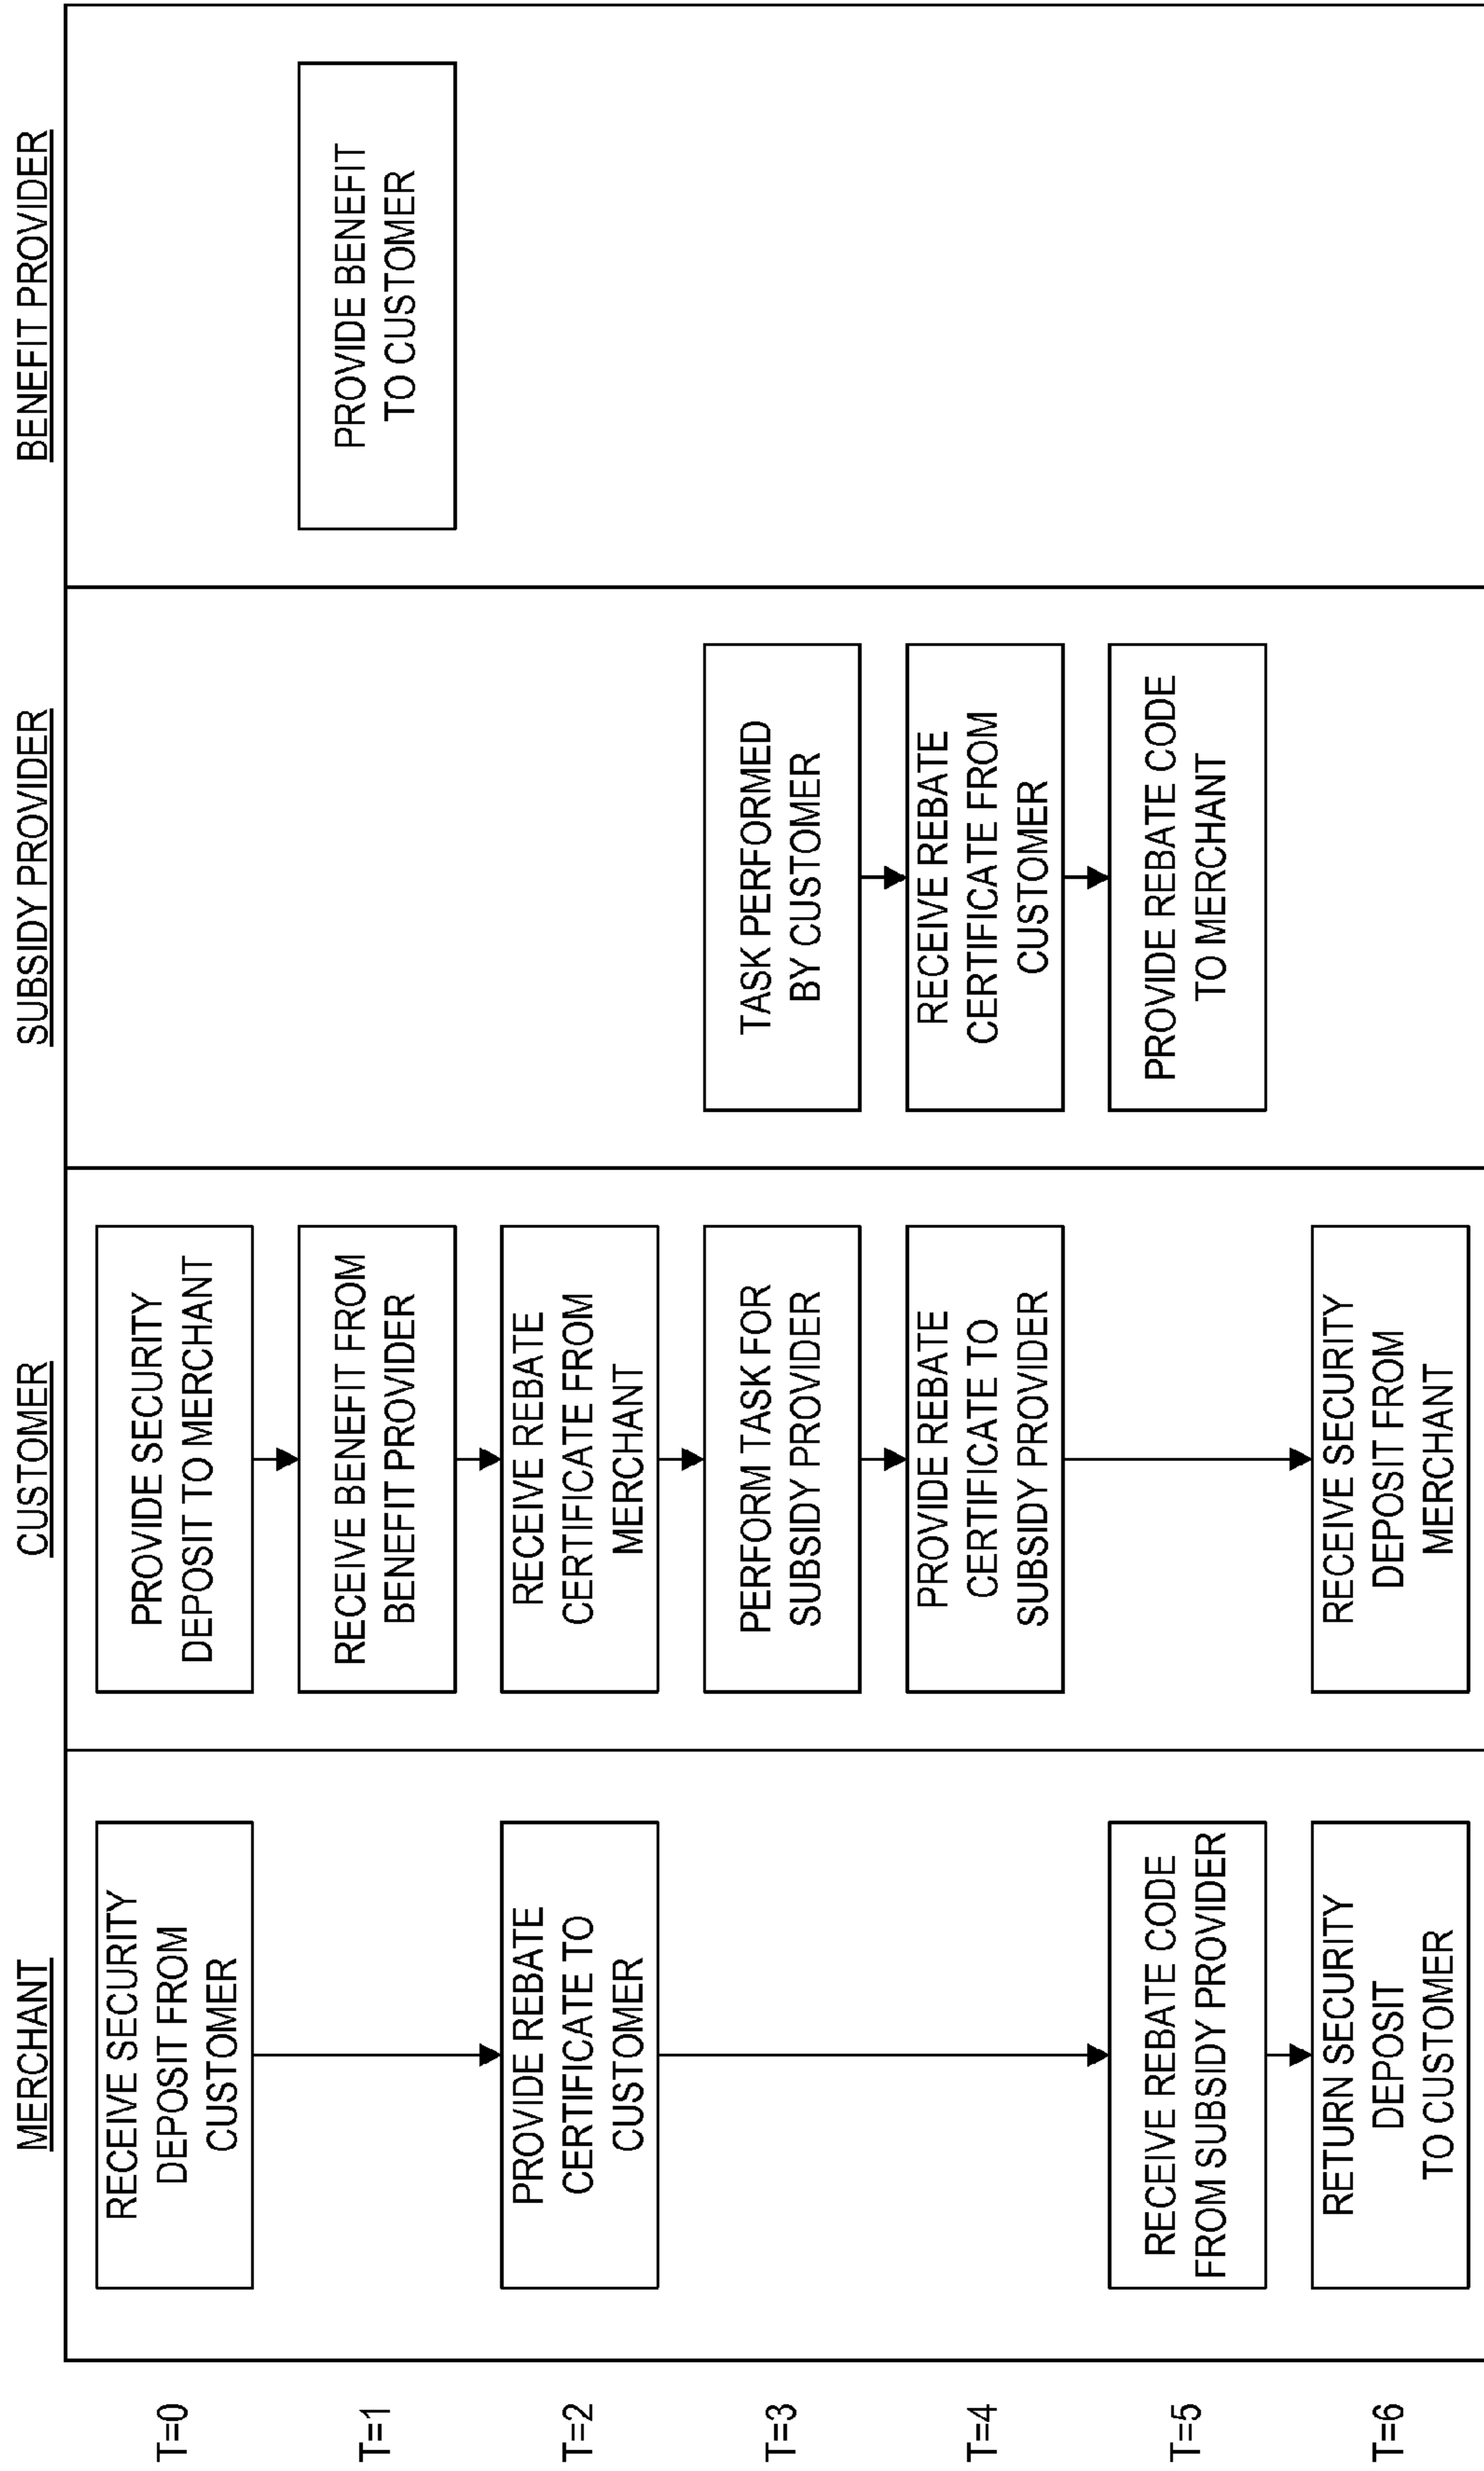 MERCHANT
CUSTOMER
SUBSIDY PROVIDER
BENEFIT PROVIDER
T=0
RECEIVE SECURITY
DEPOSIT FROM
CUSTOMER
PROVIDE SECURITY
DEPOSIT TO MERCHANT
T=1
RECEIVE BENEFIT FROM
BENEFIT PROVIDER
PROVIDE BENEFIT
TO CUSTOMER
T=2
PROVIDE REBATE
CERTIFICATE TO
CUSTOMER
RECEIVE REBATE
CERTIFICATE FROM
MERCHANT
T=3
PERFORM TASK FOR
SUBSIDY PROVIDER
TASK PERFORMED
BY CUSTOMER
T=4
PROVIDE REBATE
CERTIFICATE TO
SUBSIDY PROVIDER
RECEIVE REBATE
CERTIFICATE FROM
CUSTOMER
T=5
RECEIVE REBATE CODE
FROM SUBSIDY PROVIDER
PROVIDE REBATE CODE
TO MERCHANT
T=6
RETURN SECURITY
DEPOSIT
TO CUSTOMER
RECEIVE SECURITY
DEPOSIT FROM
MERCHANT